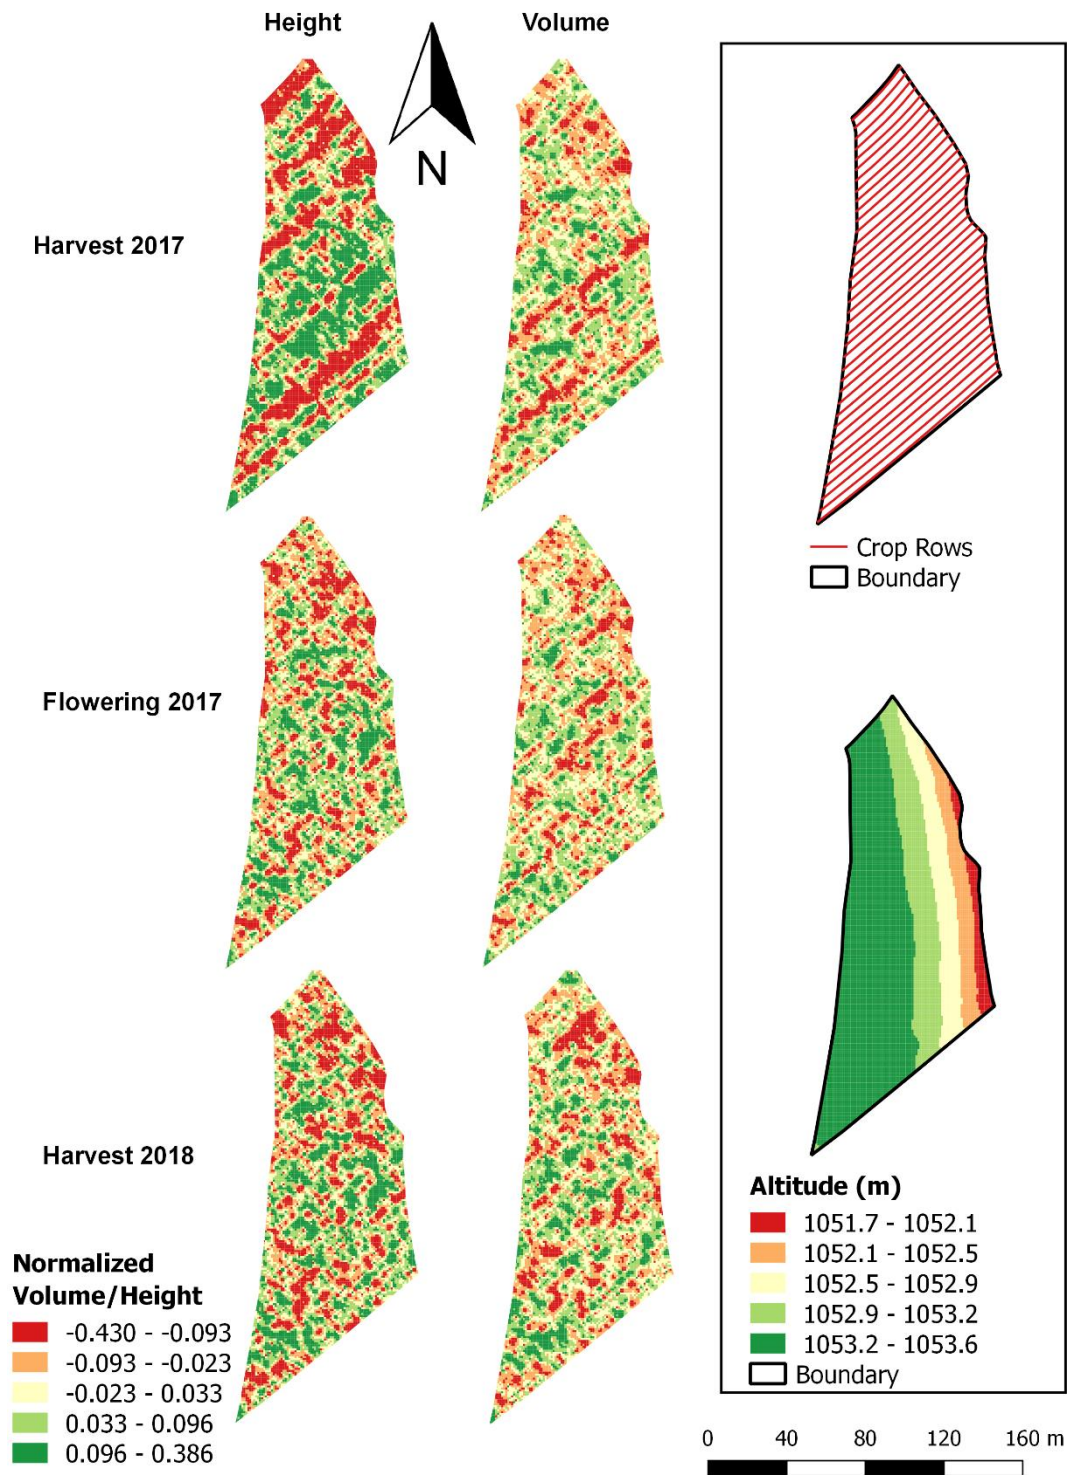 Height
Volume
N
Harvest 2017
Crop Rows
Boundary
Flowering 2017
Harvest 2018
Normalized
Volume/Height
-0.430 - -0.093
-0.093 - -0.023
-0.023 - 0.033
0.033 - 0.096
0.096 - 0.386
Altitude (m)
1051.7 - 1052.1
1052.1 - 1052.5
1052.5 - 1052.9
1052.9 - 1053.2
1053.2 - 1053.6
Boundary
0 40 80 120 160 m